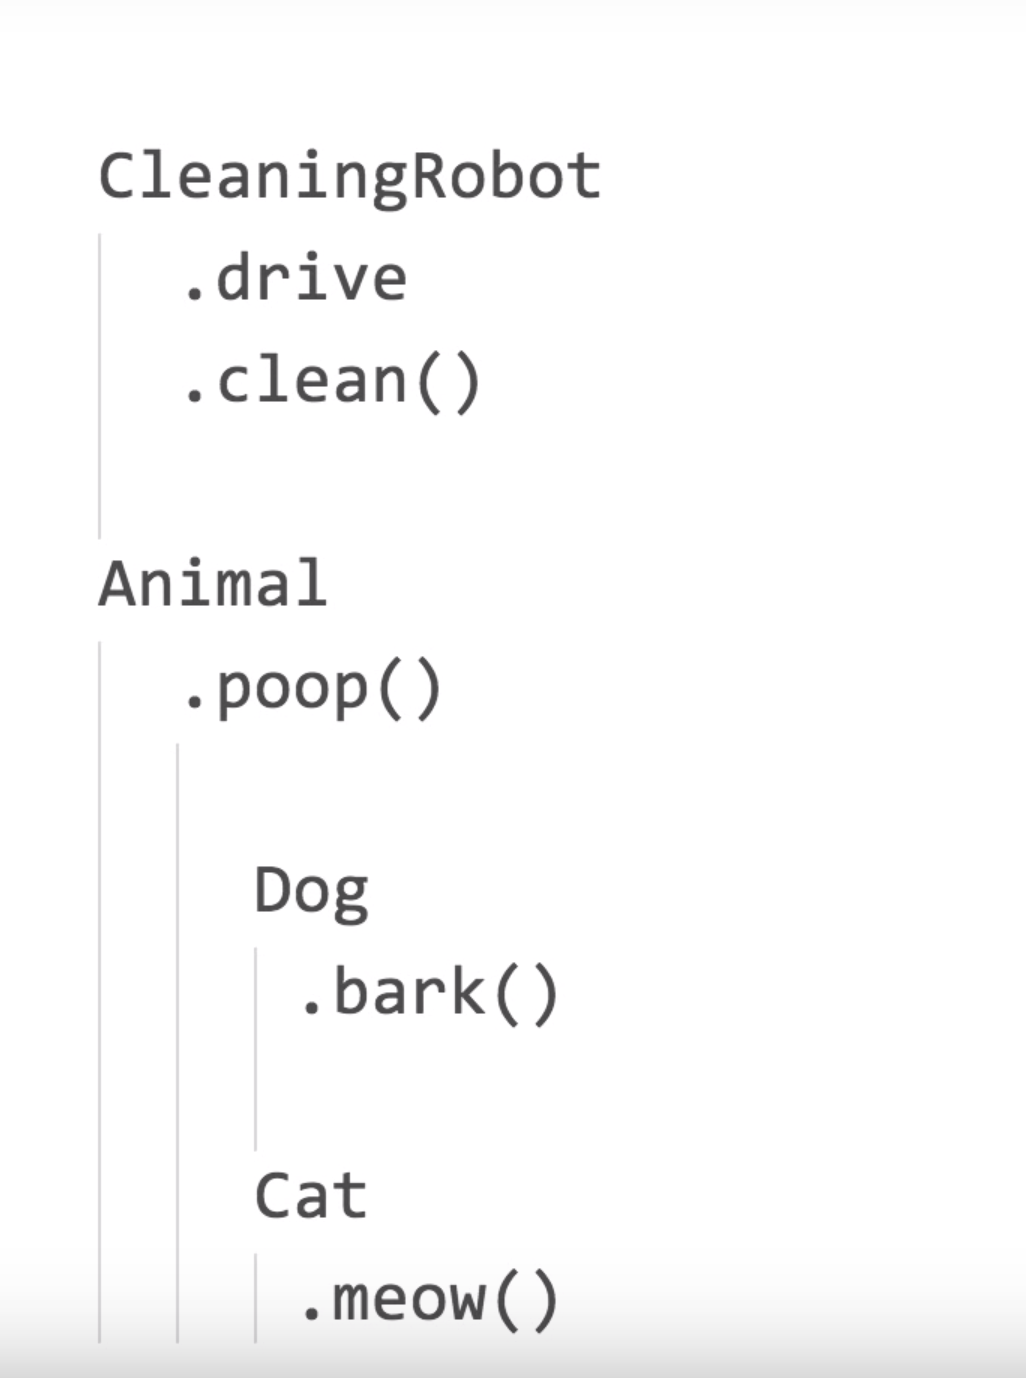 CleaningRobot
.drive
.clean()
Animal
.poop()
Dog
.bark()
Cat
.meow()